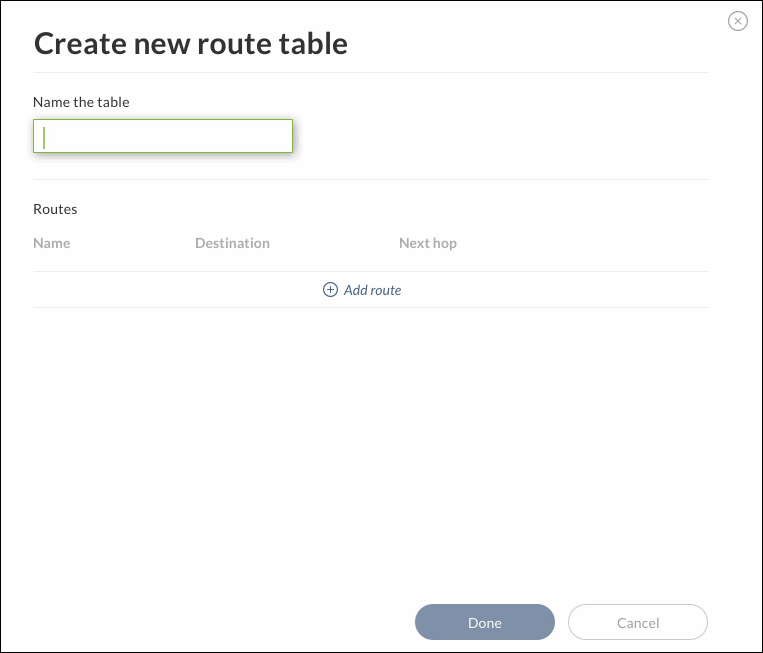 Create new route table
Name the table
Routes
Name Destination Next hop
Add route
Done Cancel